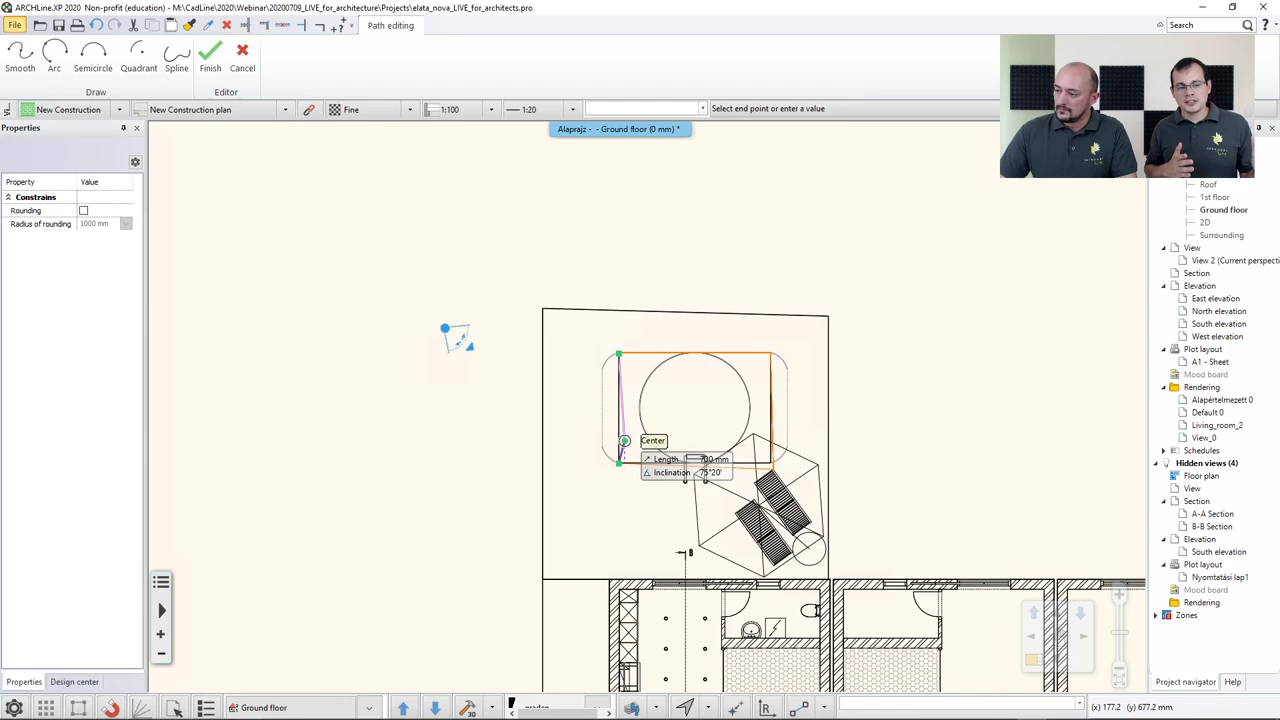 ARCHLine.XP 2020 Non-profit (education) - M:\CadLine\2020\Webinar\20200709_LIVE_for_architecture\Projects\elata_nova_LIVE_for_architects.pro
File
Path editing
Search
Smooth
Arc
Semicircle
Quadrant
Spline
Finish
Cancel
Draw
Editor
New Construction
New Construction plan
Fine
1:100
1:20
Select end point or enter a value
Properties
Alaprajz - - Ground floor (0 mm) *
Property
Value
Constrains
Rounding
Radius of rounding
1000 mm
Roof
1st floor
Ground floor
2D
Surrounding
View
View 2 (Current perspecti
Section
Elevation
East elevation
North elevation
South elevation
West elevation
Plot layout
A1 - Sheet
Mood board
Rendering
Alapértelmezett 0
Default 0
Living_room_2
View_0
Schedules
Hidden views (4)
Floor plan
View
Section
A-A Section
B-B Section
Elevation
South elevation
Plot layout
Nyomtatási lap1
Mood board
Rendering
Zones
Center
Length 700 mm
Inclination 75°20'
B
Properties
Design center
Project navigator
Help
Ground floor
(x) 177.2 (y) 677.2 mm